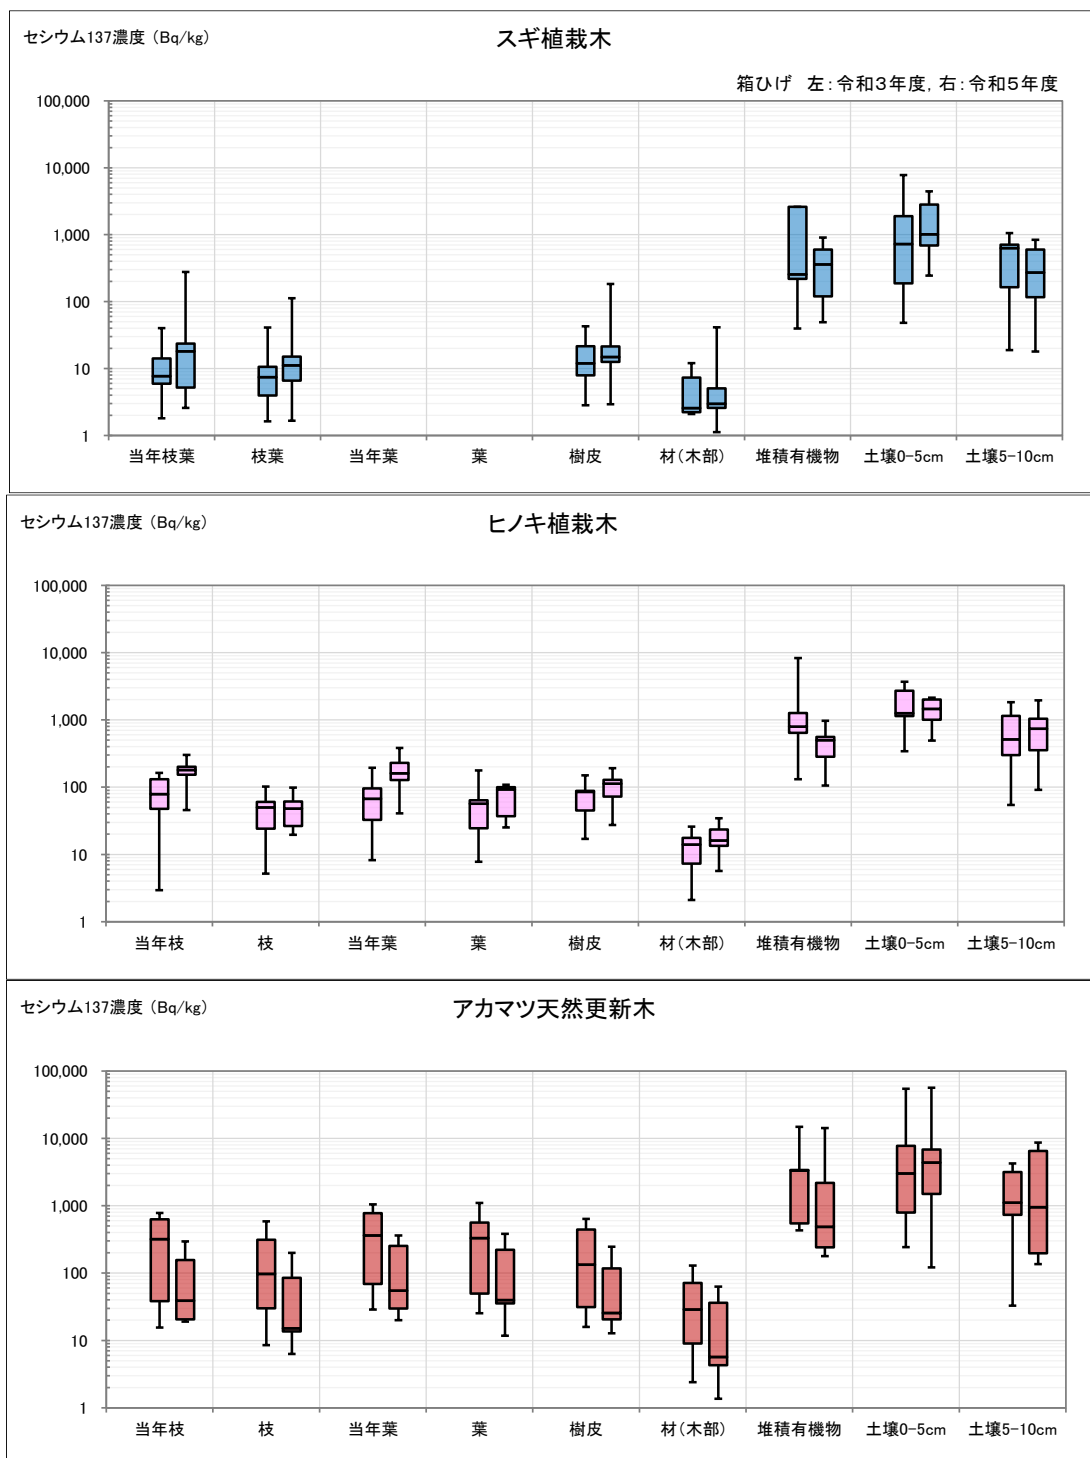 セシウム137濃度 (Bq/kg)
スギ植栽木
箱ひげ 左:令和3年度, 右:令和5年度
100,000
10,000
1,000
100
10
1
当年枝葉 枝葉 当年葉 葉 樹皮 材(木部) 堆積有機物 土壌0-5cm 土壌5-10cm
セシウム137濃度 (Bq/kg)
ヒノキ植栽木
100,000
10,000
1,000
100
10
1
当年枝 枝 当年葉 葉 樹皮 材(木部) 堆積有機物 土壌0-5cm 土壌5-10cm
セシウム137濃度 (Bq/kg)
アカマツ天然更新木
100,000
10,000
1,000
100
10
1
当年枝 枝 当年葉 葉 樹皮 材(木部) 堆積有機物 土壌0-5cm 土壌5-10cm